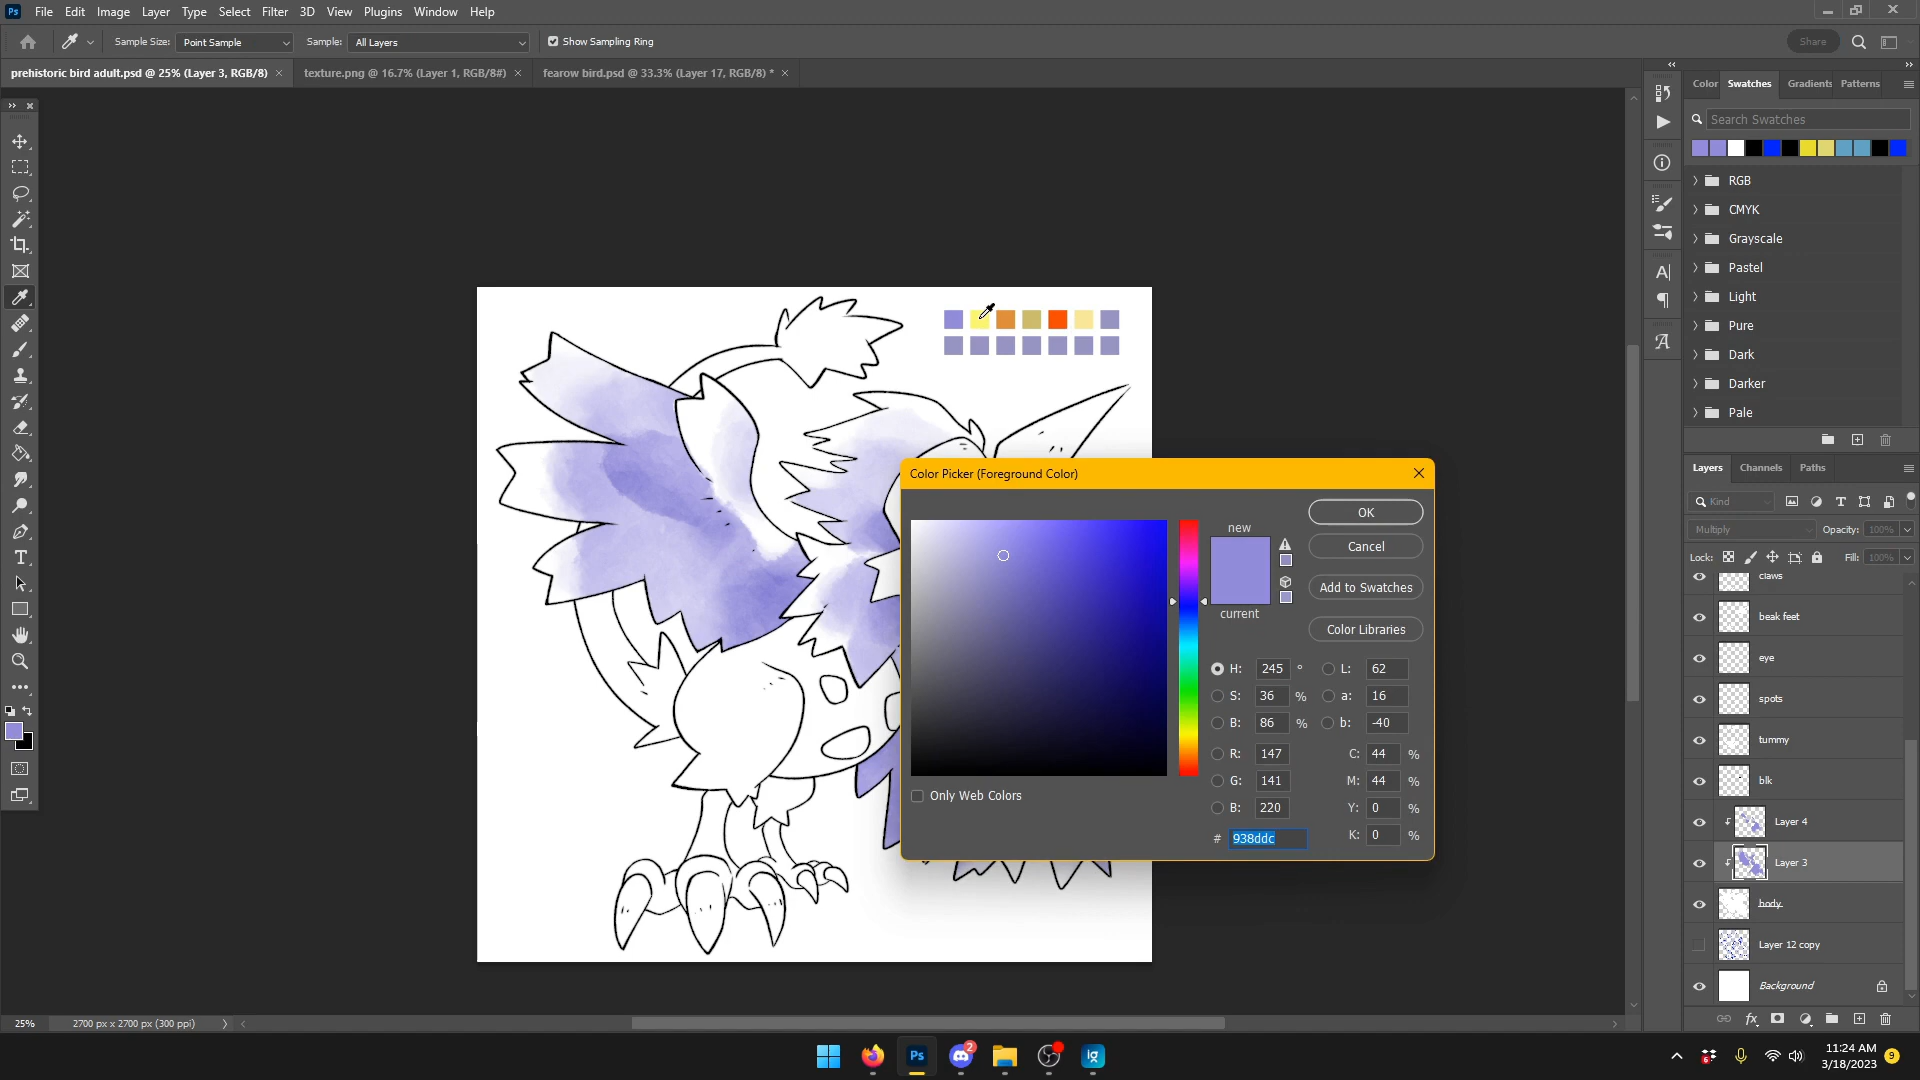 Ps File Edit Image Layer Type Select Filter 3D View Plugins Window Help
Sample Size: Point Sample Sample: All Layers Show Sampling Ring Share
prehistoric bird adult.psd @ 25% (Layer 3, RGB/8) × texture.png @ 16.7% (Layer 1, RGB/8#) × fearow bird.psd @ 33.3% (Layer 17, RGB/8) * ×
Color Swatches Gradients Patterns
Search Swatches
RGB
CMYK
Grayscale
Pastel
Light
Pure
Dark
Darker
Pale
Layers Channels Paths
Kind
Multiply Opacity: 100%
Lock: Fill: 100%
claws
beak feet
eye
spots
tummy
blk
Layer 4
Layer 3
body
Layer 12 copy
Background
Color Picker (Foreground Color)
new
current
OK
Cancel
Add to Swatches
Color Libraries
H: 245 ° L: 62
S: 36 % a: 16
B: 86 % b: -40
R: 147 C: 44 %
G: 141 M: 44 %
B: 220 Y: 0 %
# 938ddc K: 0 %
Only Web Colors
25% 2700 px x 2700 px (300 ppi)
fx
Ps 2 ig
6
11:24 AM
3/18/2023
9